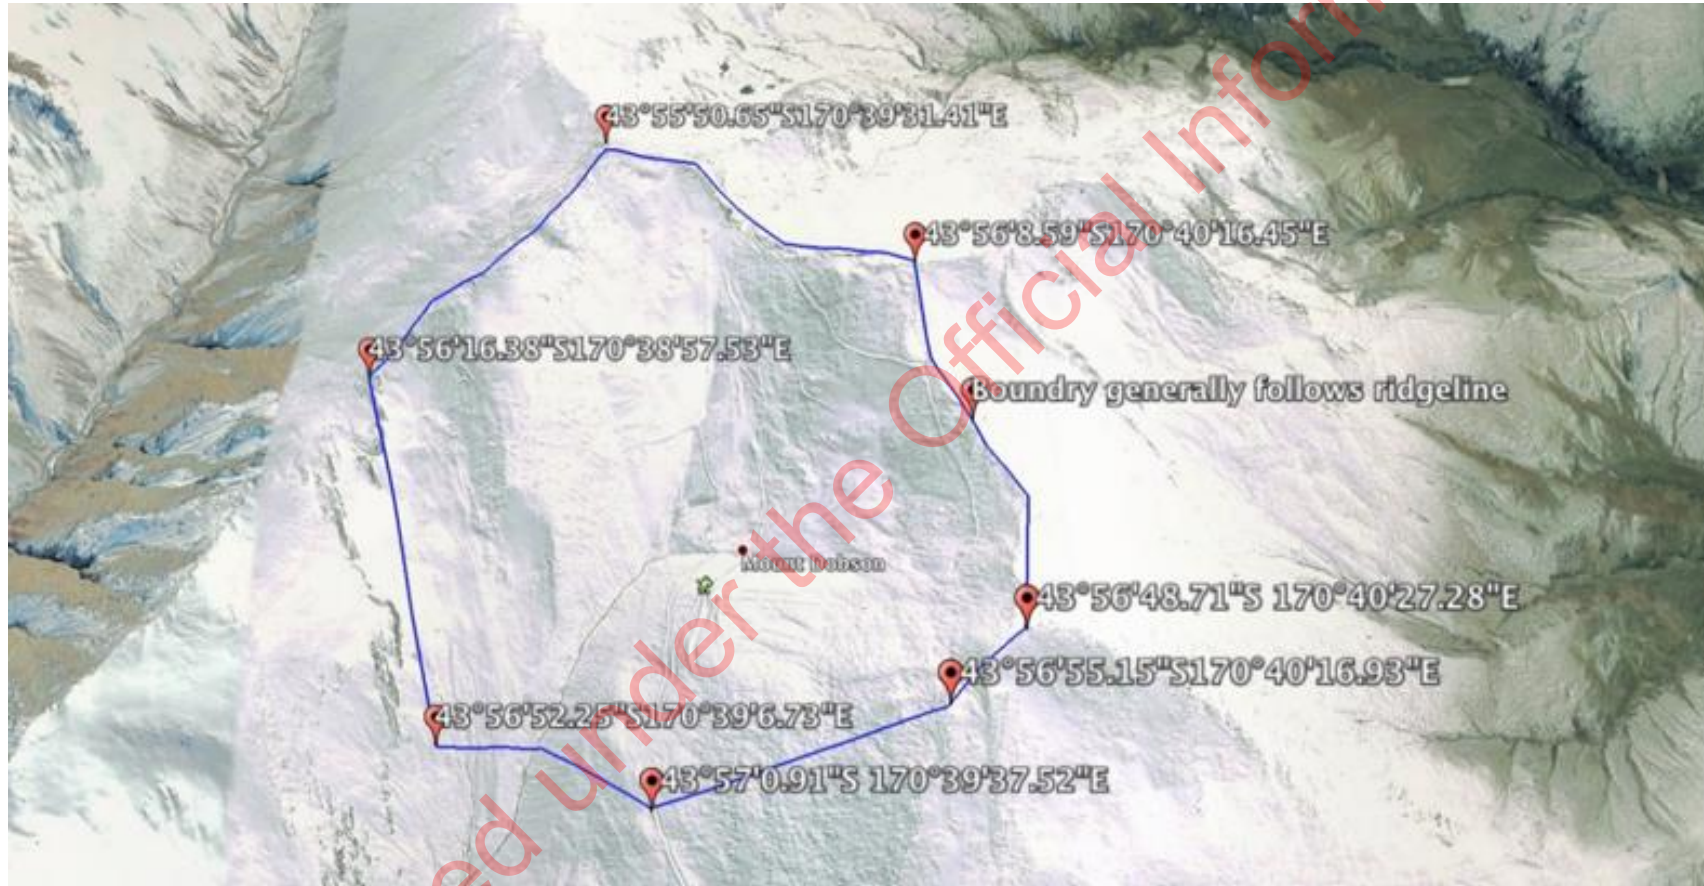 43°55'50.65"S170°39'31.41"E
43°56'8.59"S170°40'16.45"E
43°56'16.38"S170°38'57.53"E
Boundry generally follows ridgeline
Mount Dobson
43°56'48.71"S 170°40'27.28"E
43°56'55.15"S170°40'16.93"E
43°56'52.25"S170°39'6.73"E
43°57'0.91"S 170°39'37.52"E
ed under the Official Inform